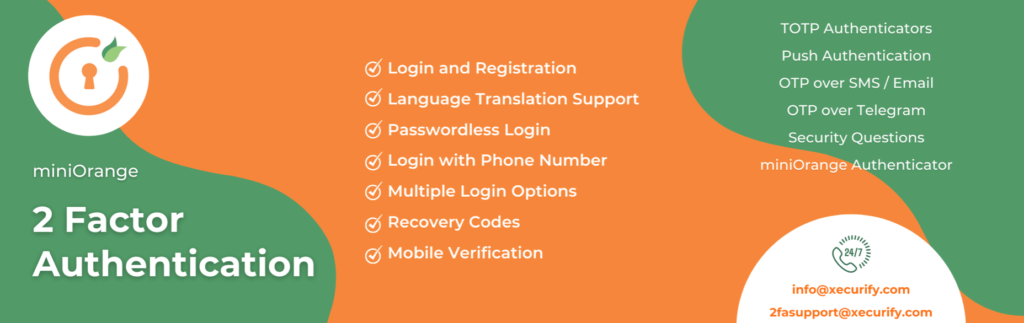 miniOrange
2 Factor
Authentication
Login and Registration
Language Translation Support
Passwordless Login
Login with Phone Number
Multiple Login Options
Recovery Codes
Mobile Verification
TOTP Authenticators
Push Authentication
OTP over SMS / Email
OTP over Telegram
Security Questions
miniOrange Authenticator
24/7
info@xecurify.com
2fasupport@xecurify.com